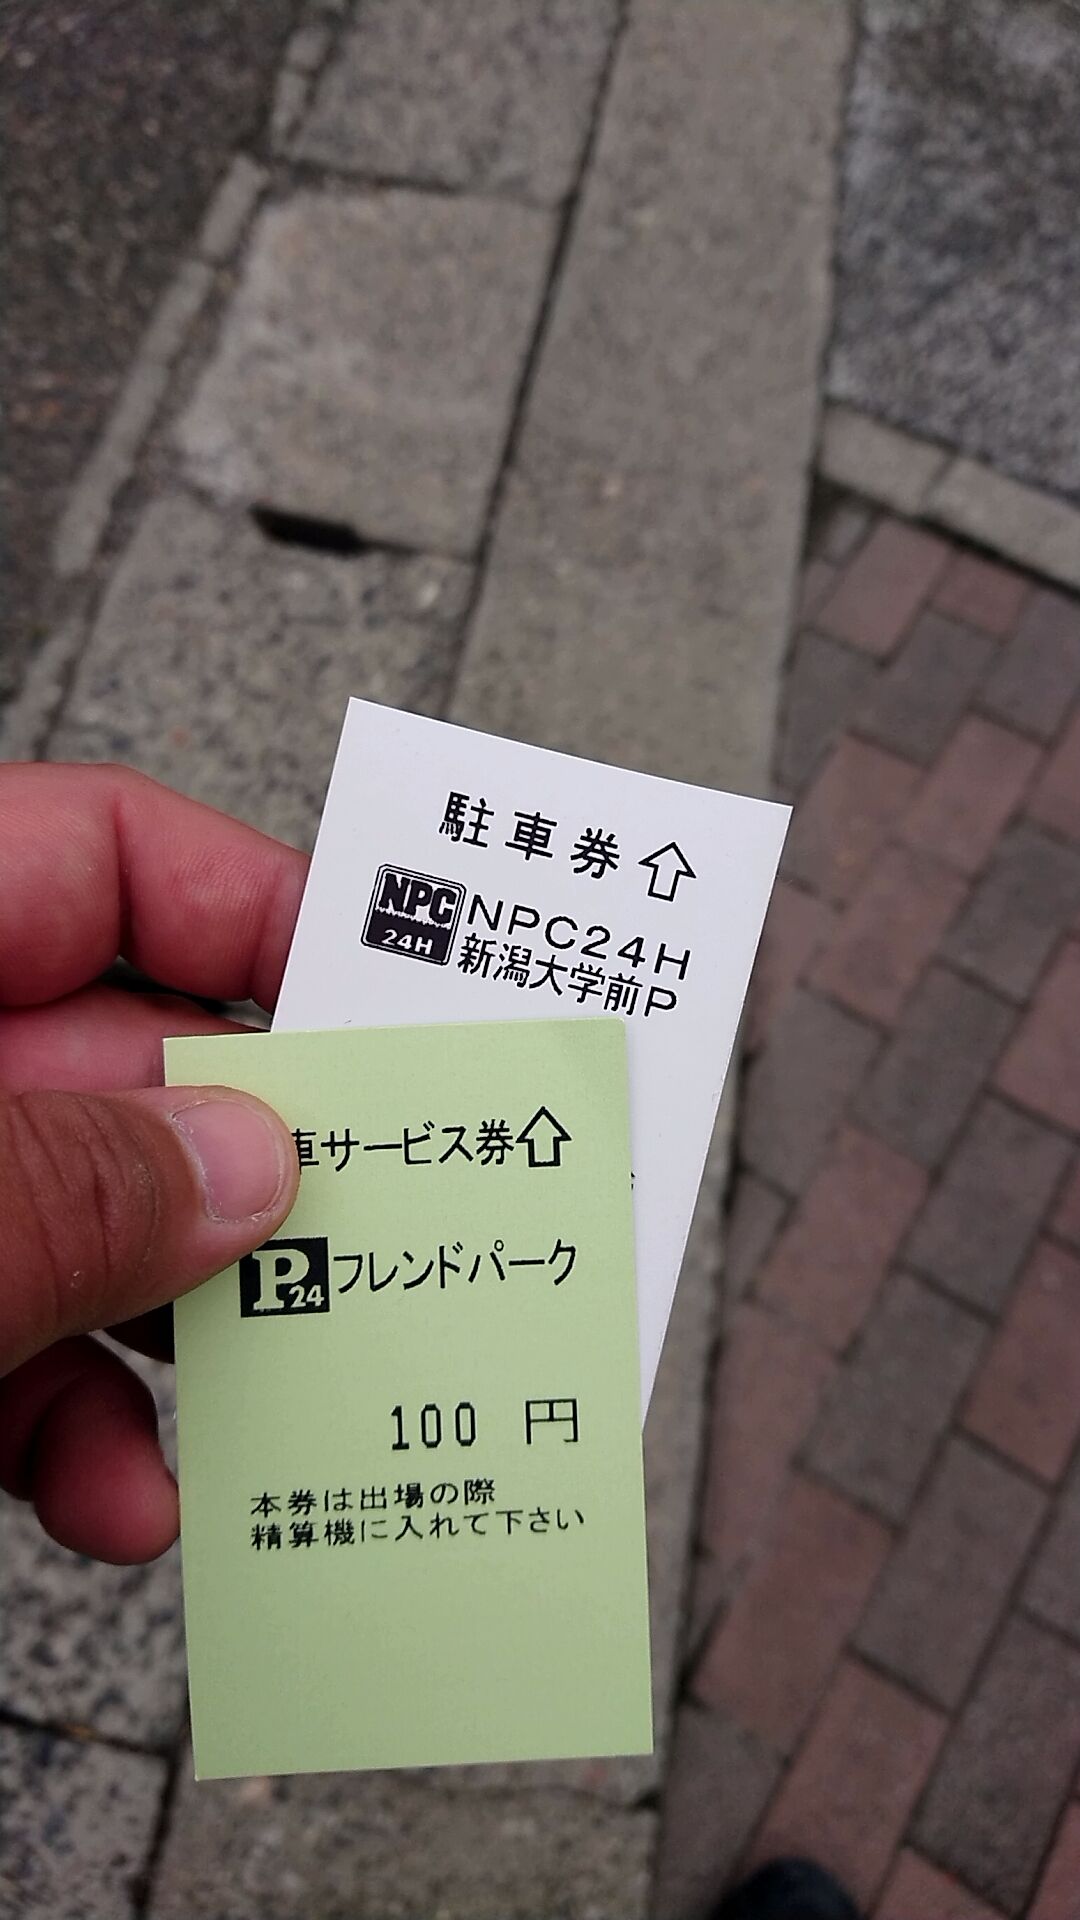 駐車券
NPC
24H
NPC24H
新潟大学前P
車サービス券
P24
フレンドパーク
100 円
本券は出場の際
精算機に入れて下さい